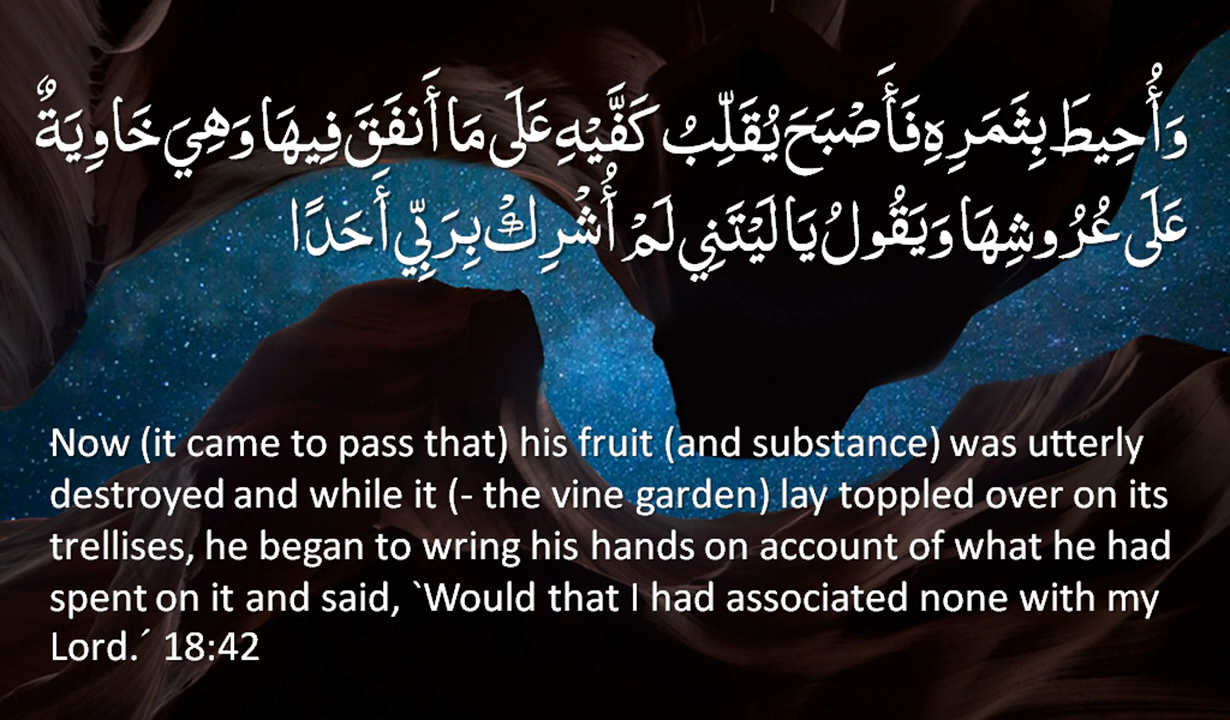 وَأُحِيطَ بِثَمَرِهِ فَأَصْبَحَ يُقَلِّبُ كَفَّيْهِ عَلَى مَا أَنفَقَ فِيهَا وَهِيَ خَاوِيَةٌ
عَلَى عُرُوشِهَا وَيَقُولُ يَا لَيْتَنِي لَمْ أُشْرِكْ بِرَبِّي أَحَدًا
Now (it came to pass that) his fruit (and substance) was utterly
destroyed and while it (- the vine garden) lay toppled over on its
trellises, he began to wring his hands on account of what he had
spent on it and said, `Would that I had associated none with my
Lord.´ 18:42